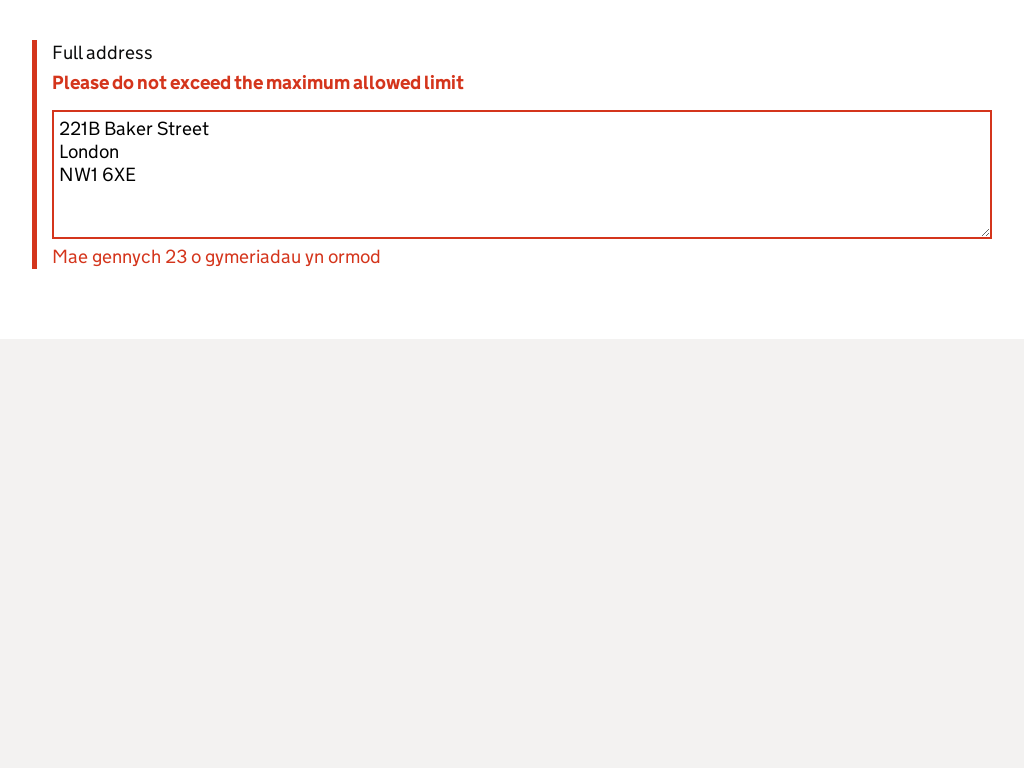 Full address
Please do not exceed the maximum allowed limit
221B Baker Street
London
NW1 6XE
Mae gennych 23 o gymeriadau yn ormod